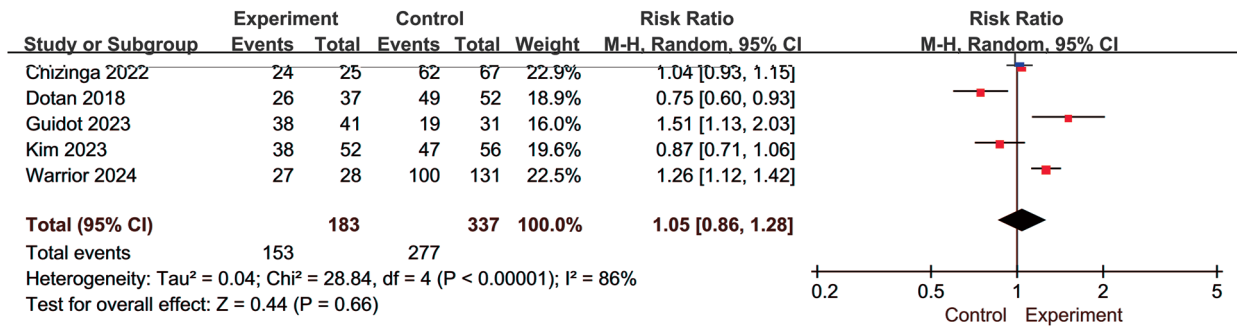 Experiment Control Risk Ratio Risk Ratio
Study or Subgroup Events Total Events Total Weight M-H, Random, 95% CI M-H, Random, 95% CI
Chizinga 2022 24 25 62 67 22.9% 1.04 [0.93, 1.15]
Dotan 2018 26 37 49 52 18.9% 0.75 [0.60, 0.93]
Guidot 2023 38 41 19 31 16.0% 1.51 [1.13, 2.03]
Kim 2023 38 52 47 56 19.6% 0.87 [0.71, 1.06]
Warrior 2024 27 28 100 131 22.5% 1.26 [1.12, 1.42]
Total (95% CI) 183 337 100.0% 1.05 [0.86, 1.28]
Total events 153 277
Heterogeneity: Tau² = 0.04; Chi² = 28.84, df = 4 (P < 0.00001); I² = 86%
Test for overall effect: Z = 0.44 (P = 0.66)
0.2 0.5 1 2 5
Control Experiment